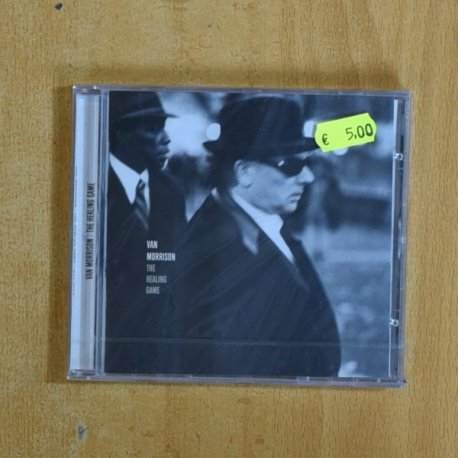 € 5,00
VAN
MORRISON
THE
HEALING
GAME
VAN MORRISON · THE HEALING GAME